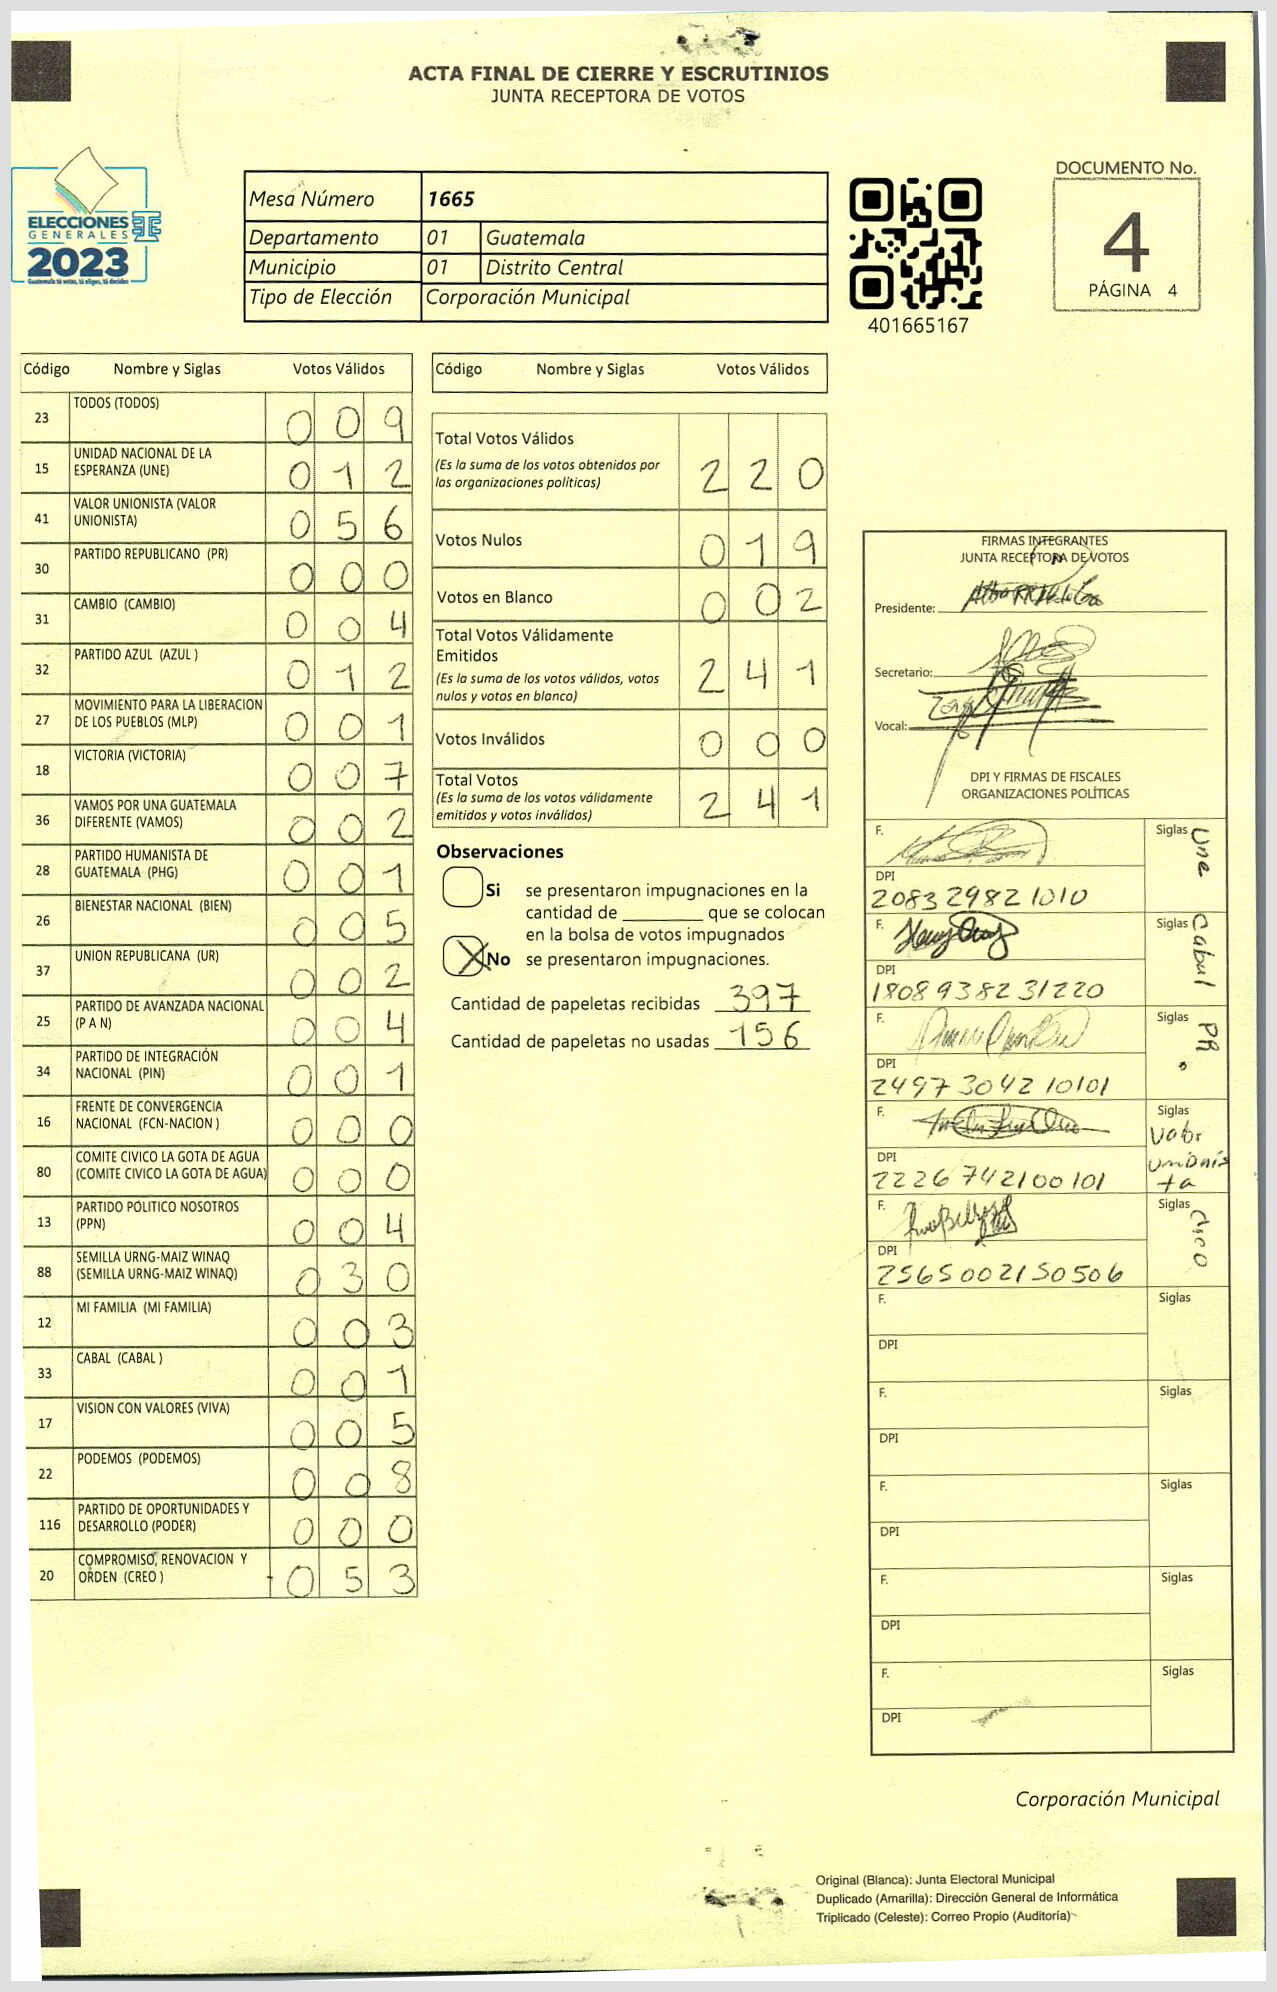 ACTA FINAL DE CIERRE Y ESCRUTINIOS
JUNTA RECEPTORA DE VOTOS
ELECCIONES
GENERALES
2023
Guatemala tú votas, tú eliges, tú decides
Mesa Número 1665
Departamento 01 Guatemala
Municipio 01 Distrito Central
Tipo de Elección Corporación Municipal
401665167
DOCUMENTO No.
4
PÁGINA 4
Código Nombre y Siglas Votos Válidos
23 TODOS (TODOS) 0 0 9
15 UNIDAD NACIONAL DE LA ESPERANZA (UNE) 0 1 2
41 VALOR UNIONISTA (VALOR UNIONISTA) 0 5 6
30 PARTIDO REPUBLICANO (PR) 0 0 0
31 CAMBIO (CAMBIO) 0 0 4
32 PARTIDO AZUL (AZUL ) 0 1 2
27 MOVIMIENTO PARA LA LIBERACION DE LOS PUEBLOS (MLP) 0 0 1
18 VICTORIA (VICTORIA) 0 0 7
36 VAMOS POR UNA GUATEMALA DIFERENTE (VAMOS) 0 0 2
28 PARTIDO HUMANISTA DE GUATEMALA (PHG) 0 0 1
26 BIENESTAR NACIONAL (BIEN) 0 0 5
37 UNION REPUBLICANA (UR) 0 0 2
25 PARTIDO DE AVANZADA NACIONAL (P A N) 0 0 4
34 PARTIDO DE INTEGRACIÓN NACIONAL (PIN) 0 0 1
16 FRENTE DE CONVERGENCIA NACIONAL (FCN-NACION ) 0 0 0
80 COMITE CIVICO LA GOTA DE AGUA (COMITE CIVICO LA GOTA DE AGUA) 0 0 0
13 PARTIDO POLITICO NOSOTROS (PPN) 0 0 4
88 SEMILLA URNG-MAIZ WINAQ (SEMILLA URNG-MAIZ WINAQ) 0 3 0
12 MI FAMILIA (MI FAMILIA) 0 0 3
33 CABAL (CABAL ) 0 0 1
17 VISION CON VALORES (VIVA) 0 0 5
22 PODEMOS (PODEMOS) 0 0 8
116 PARTIDO DE OPORTUNIDADES Y DESARROLLO (PODER) 0 0 0
20 COMPROMISO, RENOVACION Y ORDEN (CREO ) 0 5 3
Código Nombre y Siglas Votos Válidos
Total Votos Válidos 2 2 0
(Es la suma de los votos obtenidos por
las organizaciones políticas)
Votos Nulos 0 1 9
Votos en Blanco 0 0 2
Total Votos Válidamente
Emitidos 2 4 1
(Es la suma de los votos válidos, votos
nulos y votos en blanco)
Votos Inválidos 0 0 0
Total Votos 2 4 1
(Es la suma de los votos válidamente
emitidos y votos inválidos)
Observaciones
Si se presentaron impugnaciones en la
cantidad de ________ que se colocan
en la bolsa de votos impugnados
No se presentaron impugnaciones.
Cantidad de papeletas recibidas 397
Cantidad de papeletas no usadas 156
FIRMAS INTEGRANTES
JUNTA RECEPTORA DE VOTOS
Presidente:
Secretario:
Vocal:
DPI Y FIRMAS DE FISCALES
ORGANIZACIONES POLÍTICAS
F. Siglas Une
DPI
2083 29821010
F. Siglas Cabal
DPI
1808938231220
F. Siglas PR.
DPI
2497 3042 10101
F. Siglas Valor
Unionis
ta
DPI
2226 742100101
F. Siglas Creo
DPI
2565002150506
F. Siglas
DPI
F. Siglas
DPI
F. Siglas
DPI
F. Siglas
DPI
F. Siglas
DPI
Corporación Municipal
Original (Blanca): Junta Electoral Municipal
Duplicado (Amarilla): Dirección General de Informática
Triplicado (Celeste): Correo Propio (Auditoría)